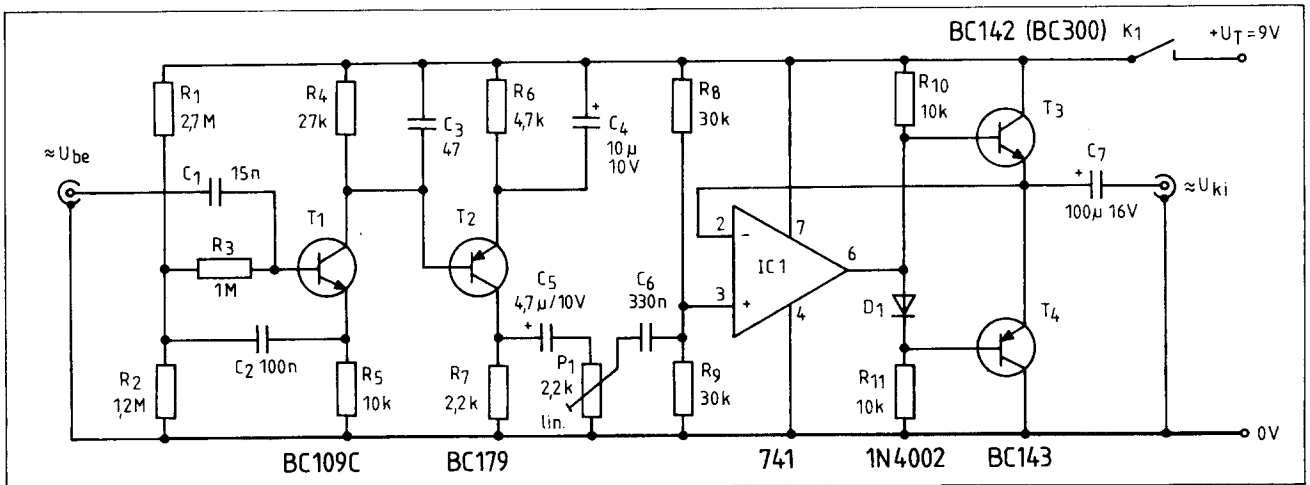 BC142 (BC300)
K1
+UT=9V
R1
2,7M
R4
27k
C3
47
R6
4,7k
C4
+
10µ
10V
R8
30k
R10
10k
T3
≈Ube
C1
15n
T1
T2
R3
1M
C2 100n
R2
1,2M
R5
10k
C5
4,7µ/10V
+
R7
2,2k
P1
2,2k
lin.
C6
330n
R9
30k
2
-
3
+
IC1
7
4
6
D1
R11
10k
T4
C7
+
100µ 16V
≈Uki
0V
BC109C
BC179
741
1N4002
BC143